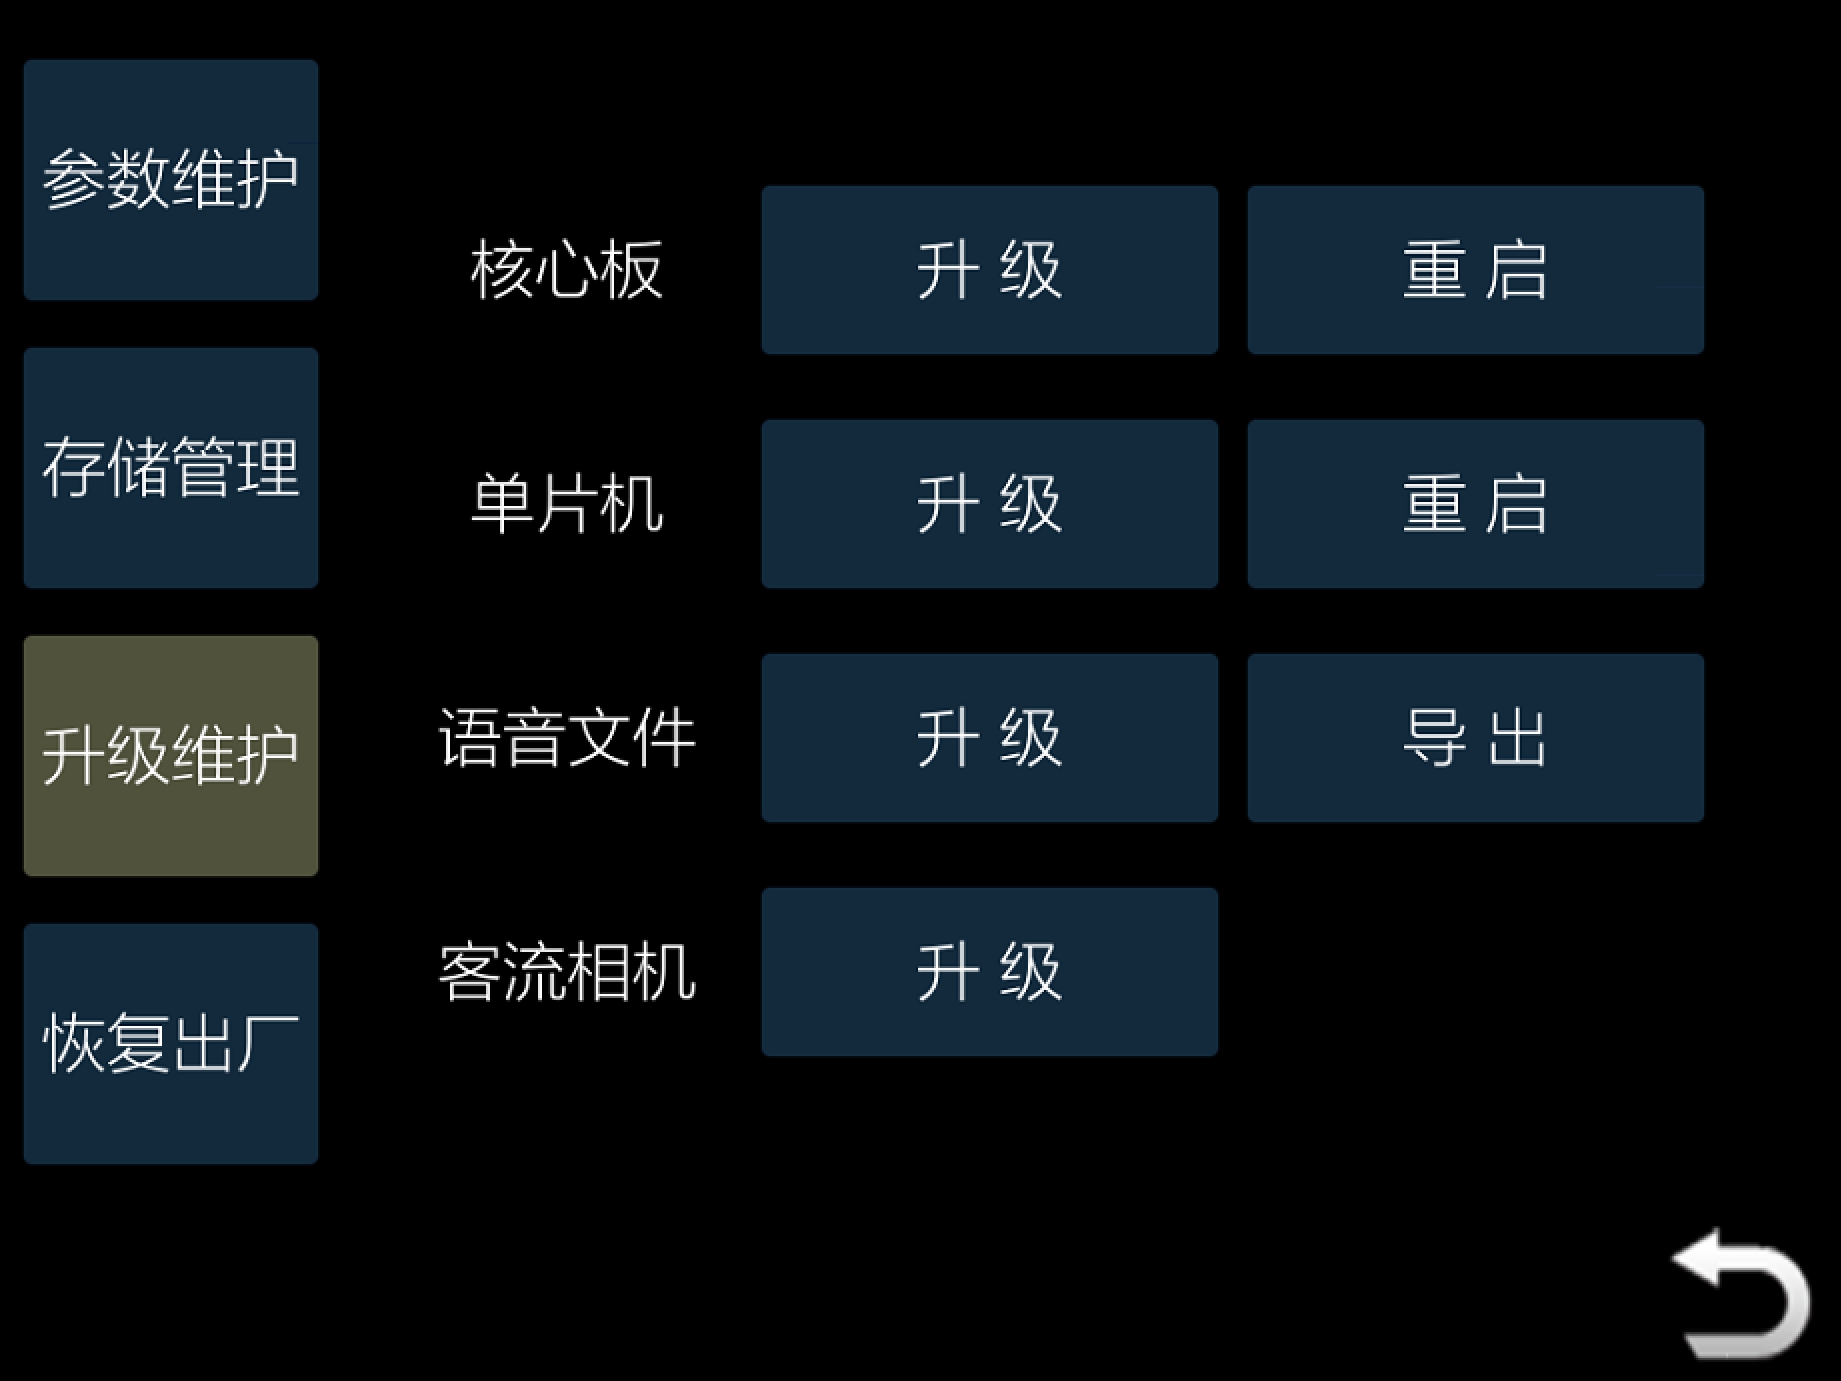 参数维护
存储管理
升级维护
恢复出厂
核心板 升 级 重 启
单片机 升 级 重 启
语音文件 升 级 导 出
客流相机 升 级